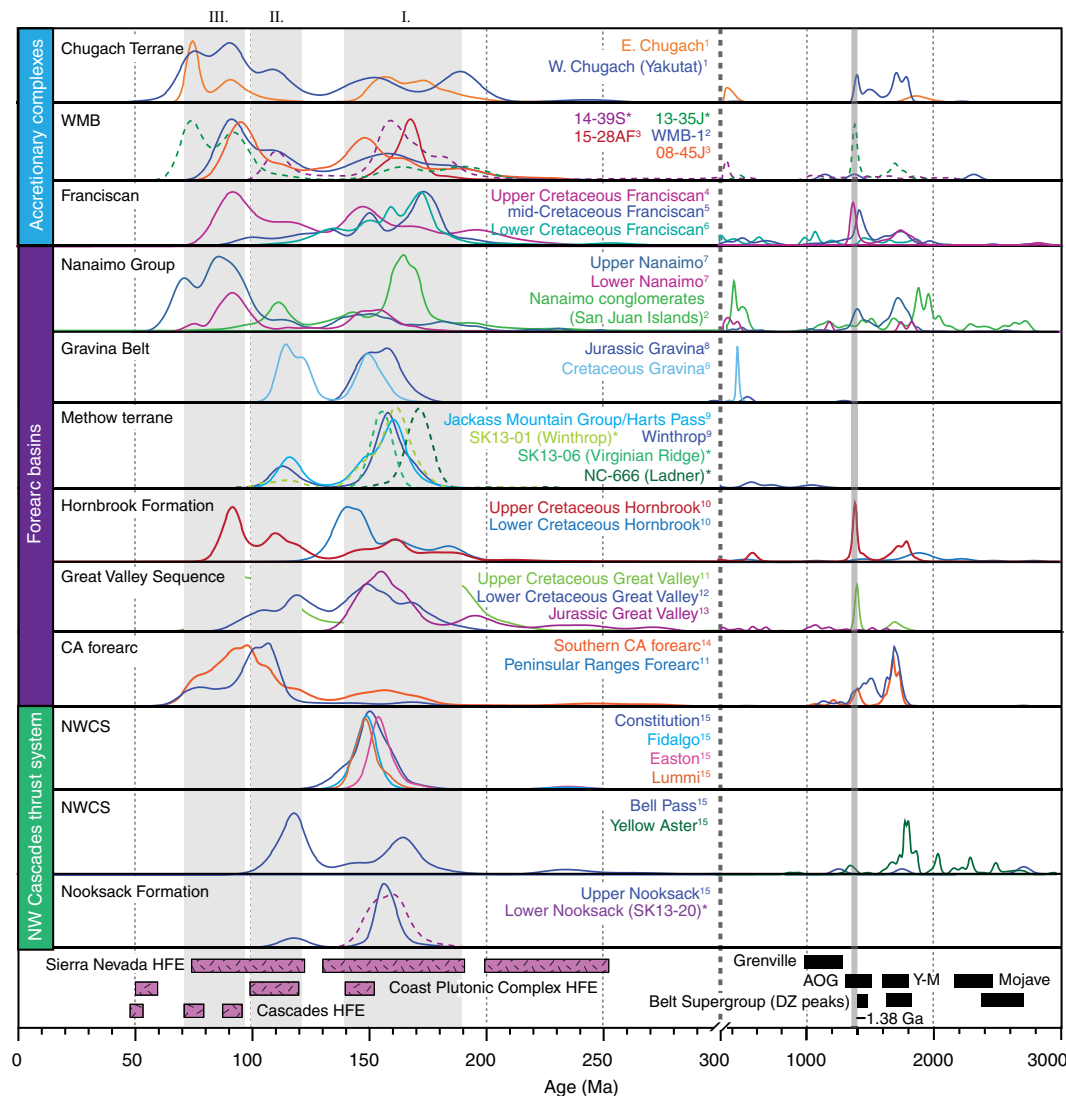 III. II. I.
Accretionary complexes
Chugach Terrane
E. Chugach¹
W. Chugach (Yakutat)¹
WMB
14-39S* 13-35J*
15-28AF³ WMB-1²
08-45J³
Franciscan
Upper Cretaceous Franciscan⁴
mid-Cretaceous Franciscan⁵
Lower Cretaceous Franciscan⁶
Forearc basins
Nanaimo Group
Upper Nanaimo⁷
Lower Nanaimo⁷
Nanaimo conglomerates
(San Juan Islands)²
Gravina Belt
Jurassic Gravina⁸
Cretaceous Gravina⁸
Methow terrane
Jackass Mountain Group/Harts Pass⁹
SK13-01 (Winthrop)* Winthrop⁹
SK13-06 (Virginian Ridge)*
NC-666 (Ladner)*
Hornbrook Formation
Upper Cretaceous Hornbrook¹⁰
Lower Cretaceous Hornbrook¹⁰
Great Valley Sequence
Upper Cretaceous Great Valley¹¹
Lower Cretaceous Great Valley¹²
Jurassic Great Valley¹³
CA forearc
Southern CA forearc¹⁴
Peninsular Ranges Forearc¹¹
NW Cascades thrust system
NWCS
Constitution¹⁵
Fidalgo¹⁵
Easton¹⁵
Lummi¹⁵
NWCS
Bell Pass¹⁵
Yellow Aster¹⁵
Nooksack Formation
Upper Nooksack¹⁵
Lower Nooksack (SK13-20)*
Sierra Nevada HFE
Grenville
Coast Plutonic Complex HFE
AOG Y-M Mojave
Cascades HFE
Belt Supergroup (DZ peaks)
1.38 Ga
0 50 100 150 200 250 300 1000 2000 3000
Age (Ma)